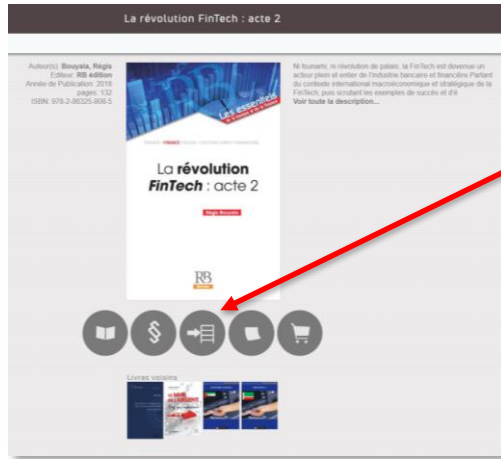 La révolution FinTech : acte 2
Auteur(s): Bouyala, Régis
Editeur: RB édition
Année de Publication: 2018
pages: 132
ISBN: 978-2-86325-808-5
Ni tsunami, ni révolution de palais, la FinTech est devenue un
acteur plein et entier de l'industrie bancaire et financière Partant
du contexte international macroéconomique et stratégique de la
FinTech, puis scrutant les exemples de succès et d'é
Voir toute la description...
Les essentiels
FINANCE
La révolution
FinTech : acte 2
Régis Bouyala
RB
édition
Livres voisins